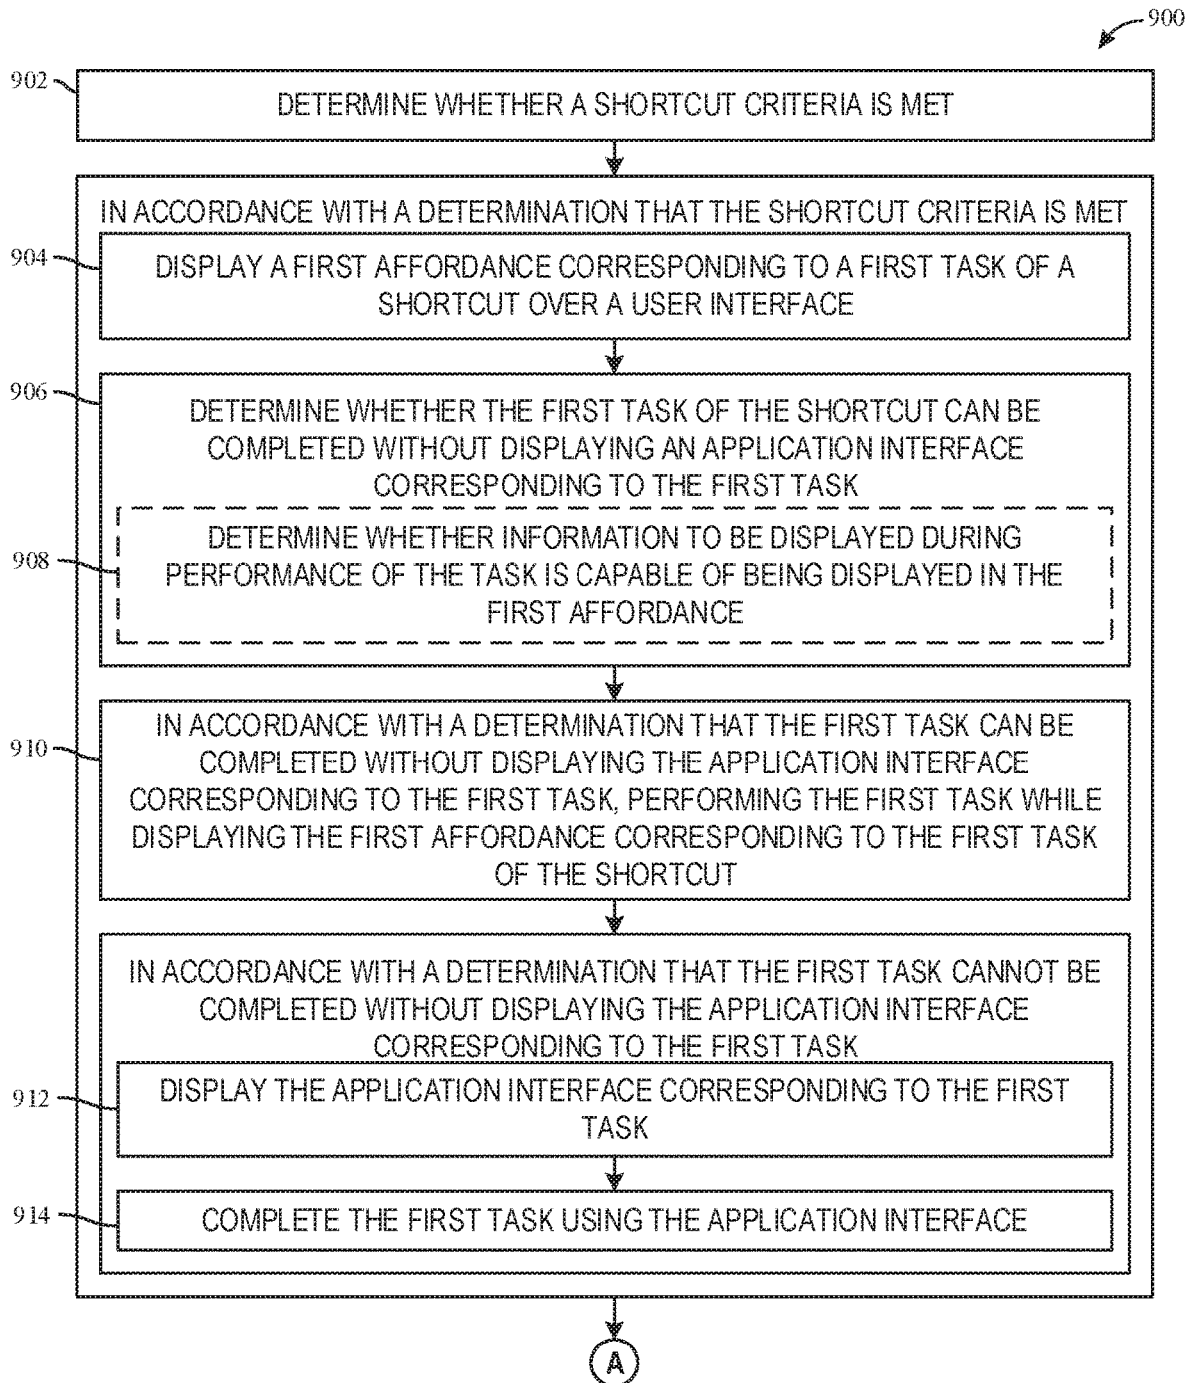 900
902
DETERMINE WHETHER A SHORTCUT CRITERIA IS MET
IN ACCORDANCE WITH A DETERMINATION THAT THE SHORTCUT CRITERIA IS MET
904
DISPLAY A FIRST AFFORDANCE CORRESPONDING TO A FIRST TASK OF A
SHORTCUT OVER A USER INTERFACE
906
DETERMINE WHETHER THE FIRST TASK OF THE SHORTCUT CAN BE
COMPLETED WITHOUT DISPLAYING AN APPLICATION INTERFACE
CORRESPONDING TO THE FIRST TASK
908
DETERMINE WHETHER INFORMATION TO BE DISPLAYED DURING
PERFORMANCE OF THE TASK IS CAPABLE OF BEING DISPLAYED IN THE
FIRST AFFORDANCE
910
IN ACCORDANCE WITH A DETERMINATION THAT THE FIRST TASK CAN BE
COMPLETED WITHOUT DISPLAYING THE APPLICATION INTERFACE
CORRESPONDING TO THE FIRST TASK, PERFORMING THE FIRST TASK WHILE
DISPLAYING THE FIRST AFFORDANCE CORRESPONDING TO THE FIRST TASK
OF THE SHORTCUT
IN ACCORDANCE WITH A DETERMINATION THAT THE FIRST TASK CANNOT BE
COMPLETED WITHOUT DISPLAYING THE APPLICATION INTERFACE
CORRESPONDING TO THE FIRST TASK
912
DISPLAY THE APPLICATION INTERFACE CORRESPONDING TO THE FIRST
TASK
914
COMPLETE THE FIRST TASK USING THE APPLICATION INTERFACE
A